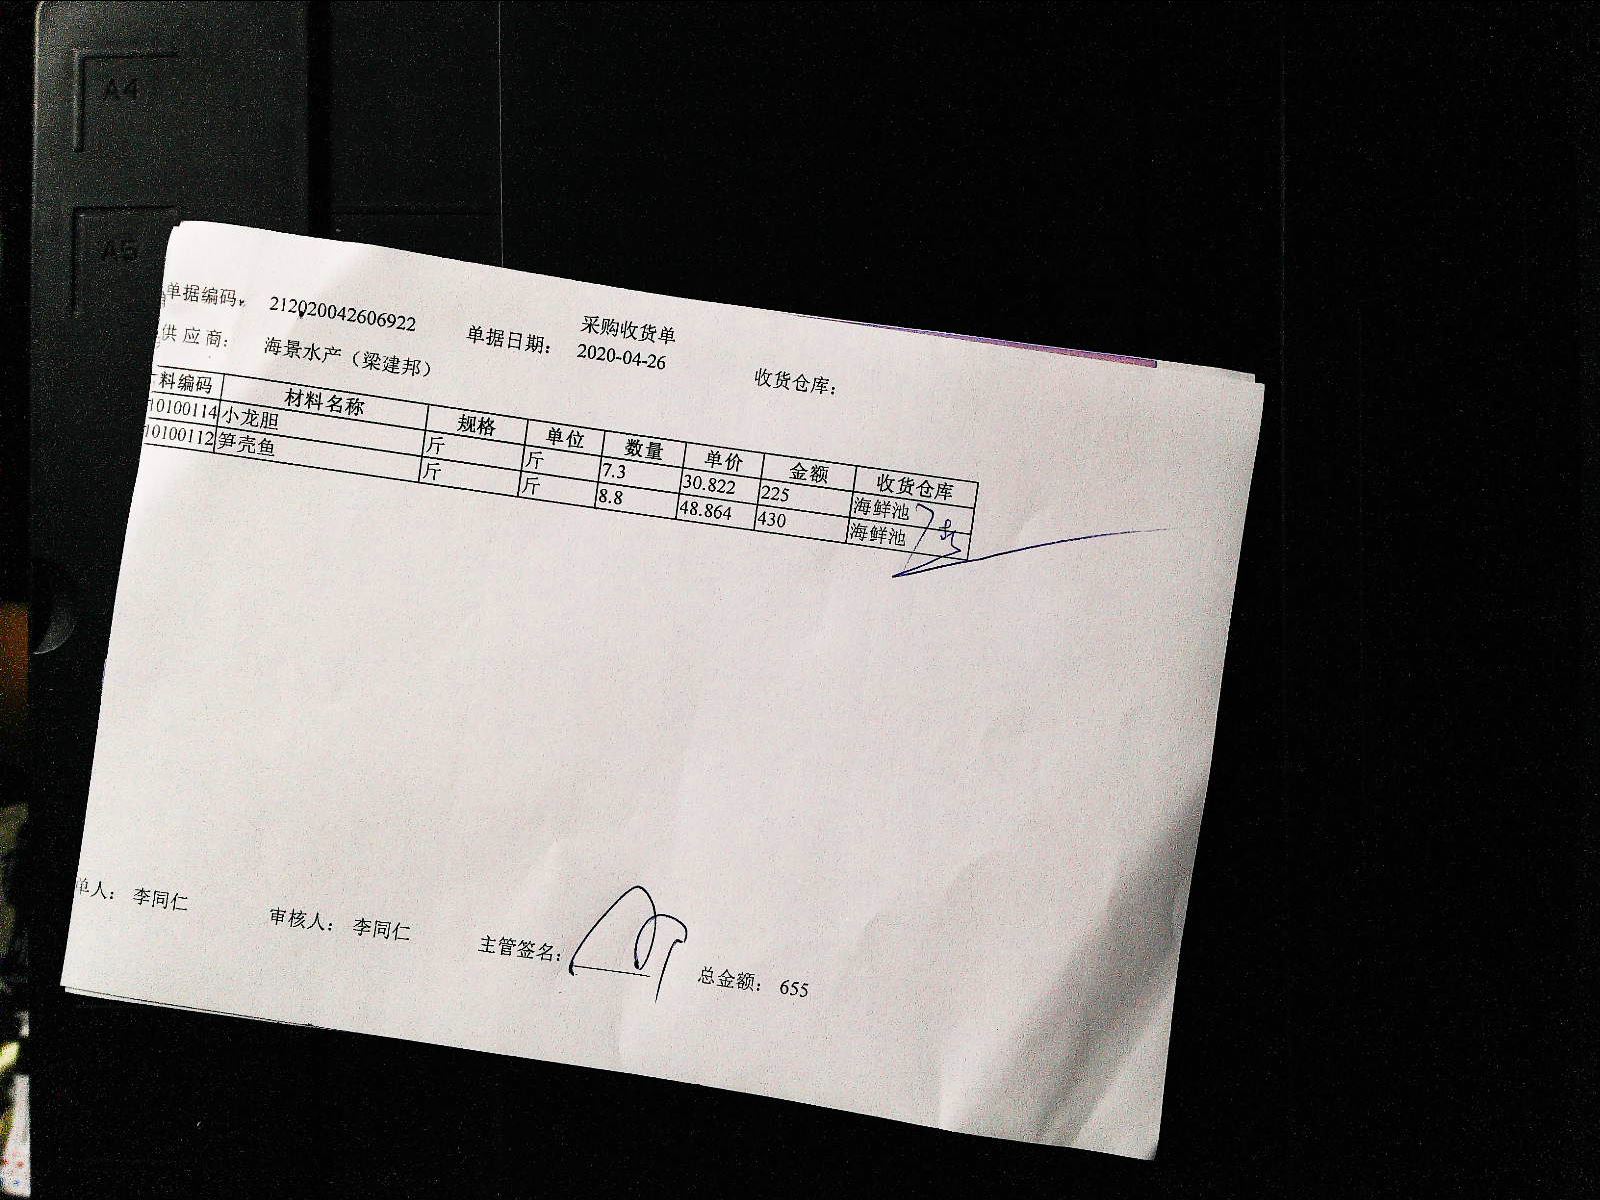 A4
A5
采购收货单
单据编码： 212020042606922 单据日期： 2020-04-26 收货仓库：
供应商： 海景水产（梁建邦）
料编码 材料名称 规格 单位 数量 单价 金额 收货仓库
10100114 小龙胆 斤 斤 7.3 30.822 225 海鲜池
10100112 笋壳鱼 斤 斤 8.8 48.864 430 海鲜池
单人： 李同仁 审核人： 李同仁 主管签名： 总金额： 655